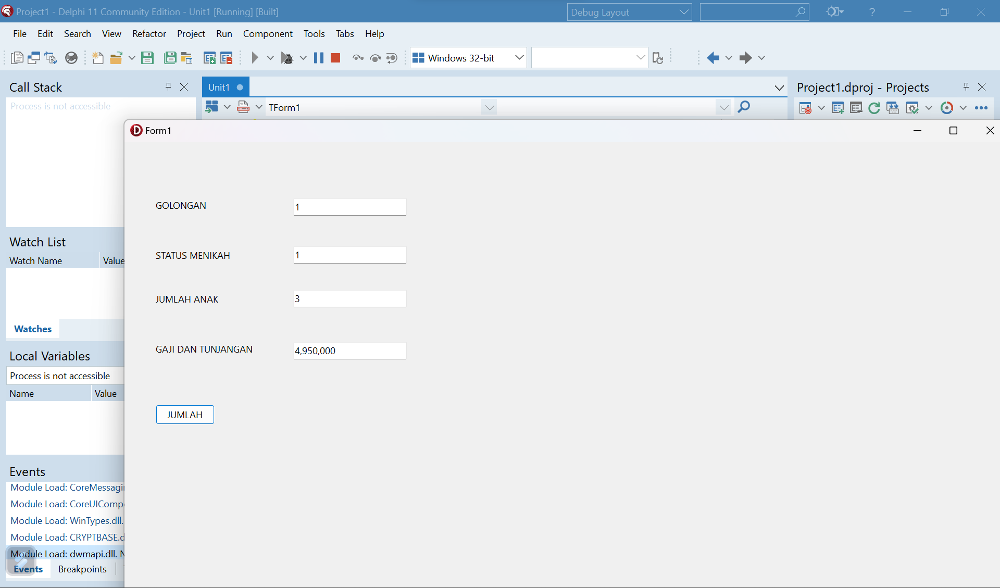 Project1 - Delphi 11 Community Edition - Unit1 [Running] [Built]
Debug Layout
?
File Edit Search View Refactor Project Run Component Tools Tabs Help
Windows 32-bit
Call Stack
Process is not accessible
Unit1
TForm1
Project1.dproj - Projects
Form1
GOLONGAN 1
STATUS MENIKAH 1
JUMLAH ANAK 3
GAJI DAN TUNJANGAN 4,950,000
JUMLAH
Watch List
Watch Name Value
Watches
Local Variables
Process is not accessible
Name Value
Events
Module Load: CoreMessagi
Module Load: CoreUIComp
Module Load: WinTypes.dll.
Module Load: CRYPTBASE.d
Module Load: dwmapi.dll. N
Events Breakpoints